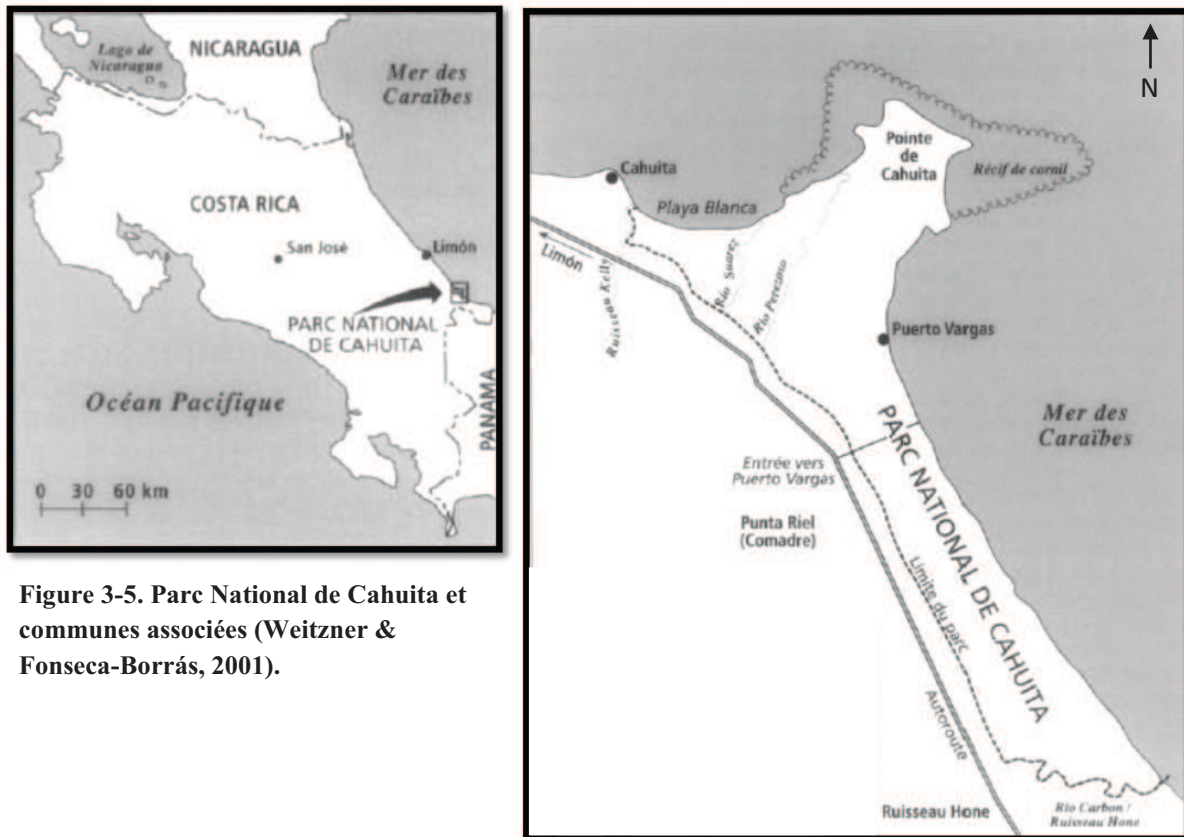 NICARAGUA
Lago de
Nicaragua
Mer des
Caraïbes
COSTA RICA
San José
Limón
PARC NATIONAL
DE CAHUITA
Océan Pacifique
PANAMA
0 30 60 km
Figure 3-5. Parc National de Cahuita et
communes associées (Weitzner &
Fonseca-Borrás, 2001).
N
Pointe
de
Cahuita
Récif de corail
Cahuita
Playa Blanca
Limón
Ruisseau Kelly
Río Suarez
Río Perezoso
Puerto Vargas
Mer des
Caraïbes
PARC NATIONAL DE CAHUITA
Entrée vers
Puerto Vargas
Punta Riel
(Comadre)
Limite du parc
Autoroute
Ruisseau Hone
Río Carbon /
Ruisseau Hone